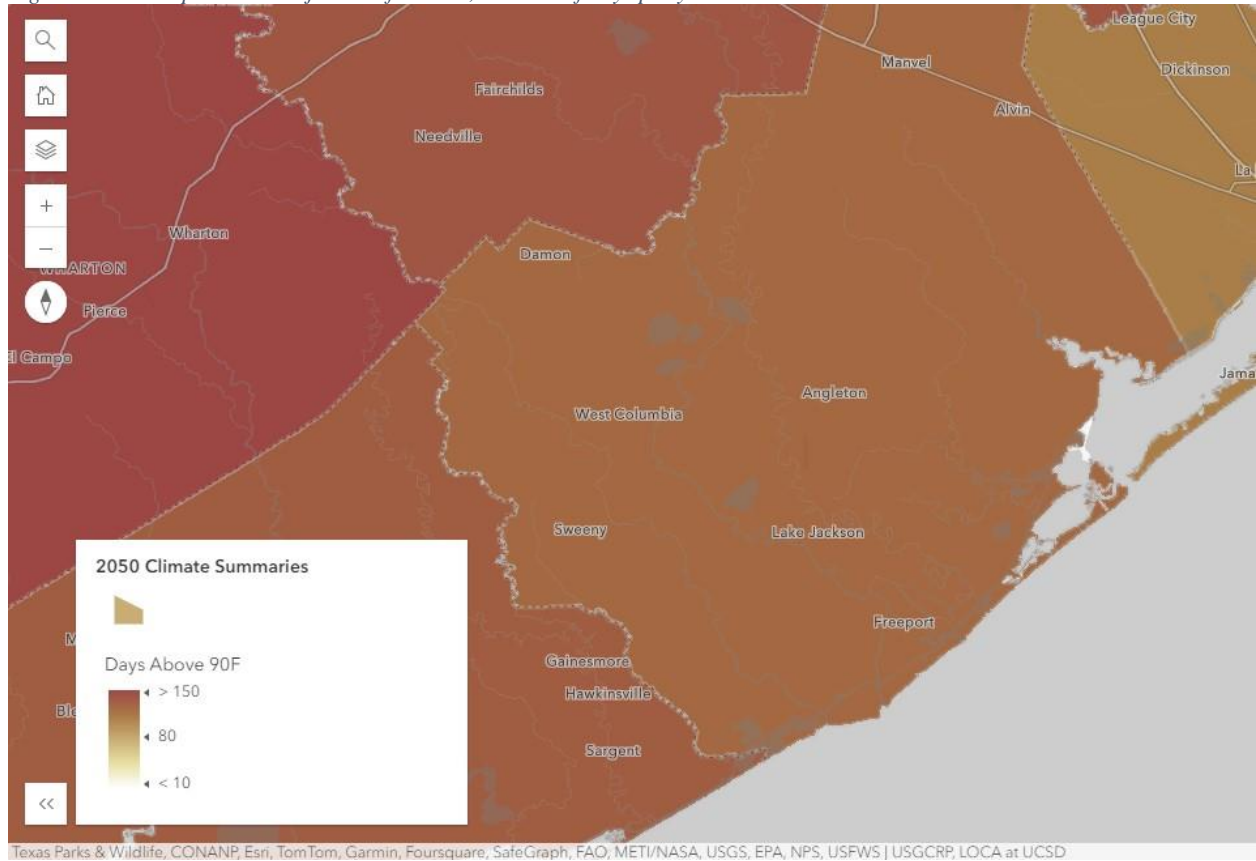 League City
Manvel
Dickinson
Fairchilds
Alvin
Needville
La
Wharton
Damon
WHARTON
Pierce
El Campo
Jama
Angleton
West Columbia
Sweeny
Lake Jackson
2050 Climate Summaries
Freeport
M
Gainesmore
Days Above 90F
Hawkinsville
> 150
Blo
80
Sargent
< 10
Texas Parks & Wildlife, CONANP, Esri, TomTom, Garmin, Foursquare, SafeGraph, FAO, METI/NASA, USGS, EPA, NPS, USFWS | USGCRP, LOCA at UCSD